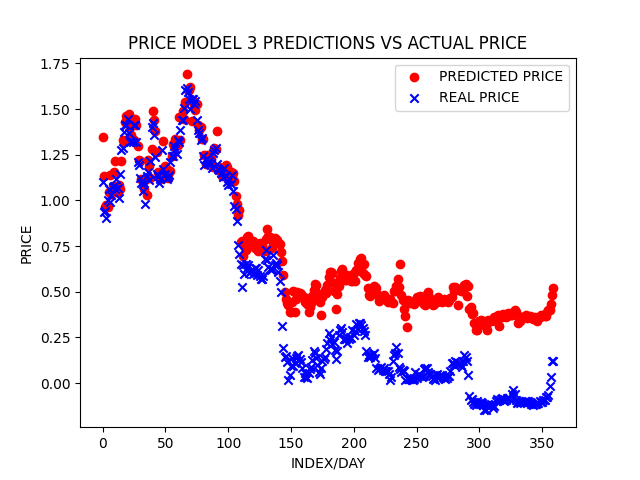 PRICE MODEL 3 PREDICTIONS VS ACTUAL PRICE
PREDICTED PRICE
REAL PRICE
1.75
1.50
1.25
1.00
0.75
0.50
0.25
0.00
PRICE
0 50 100 150 200 250 300 350
INDEX/DAY